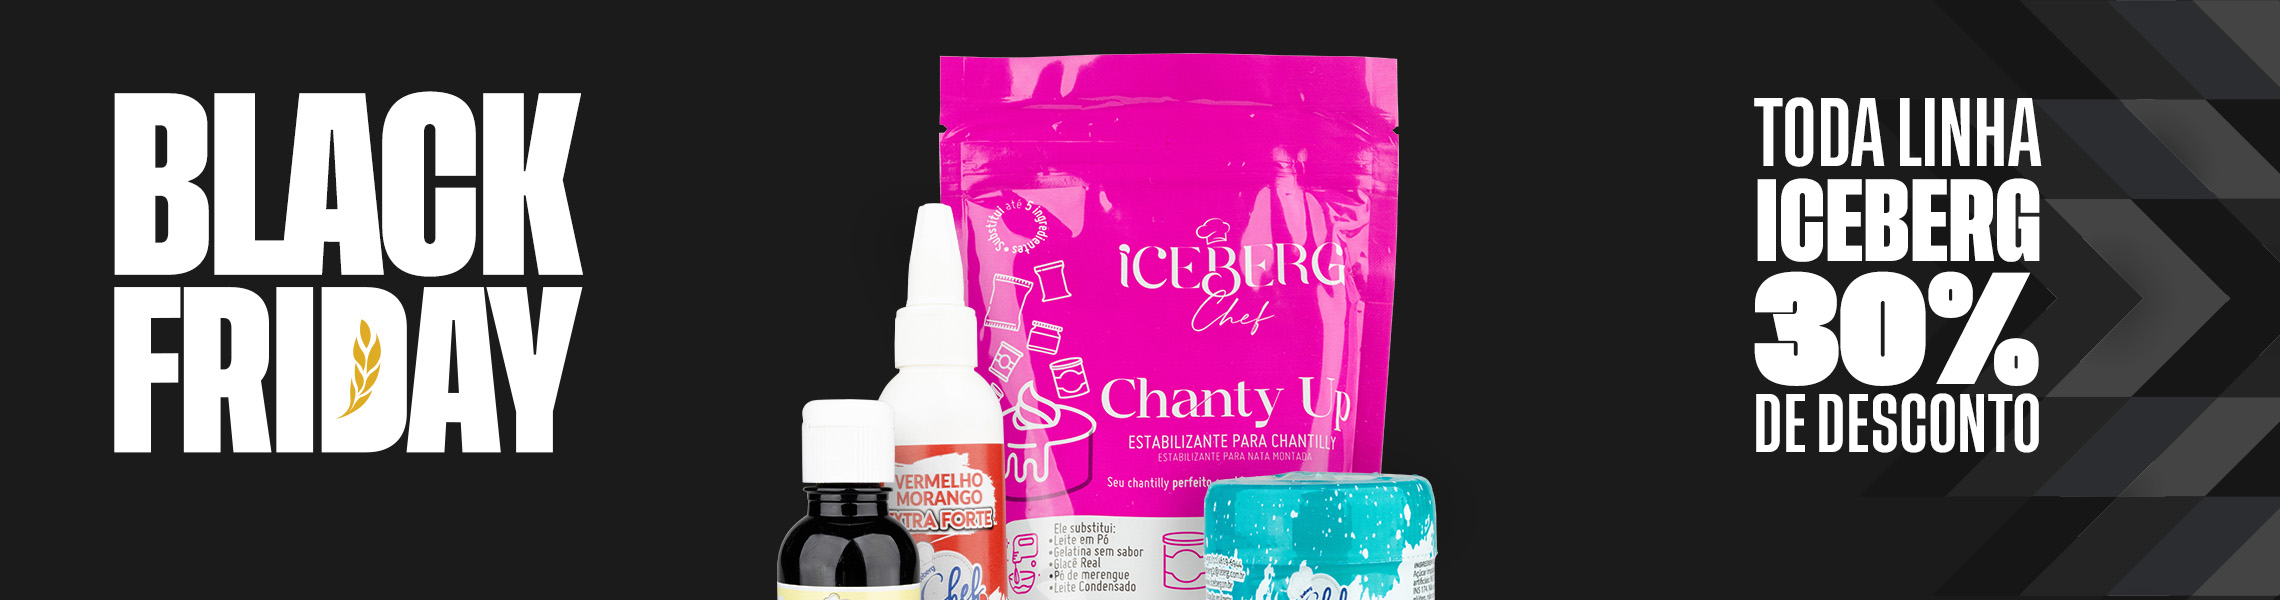 BLACK
FRIDAY
Substitui até 5 ingredientes •
ICEBERG
Chef
Chanty Up
ESTABILIZANTE PARA CHANTILLY
ESTABILIZANTE PARA NATA MONTADA
Seu chantilly perfeito
Ele substitui:
•Leite em Pó
•Gelatina sem sabor
•Glacê Real
•Pó de merengue
•Leite Condensado
VERMELHO
MORANGO
EXTRA FORTE
Chef
TODA LINHA
ICEBERG
30%
DE DESCONTO